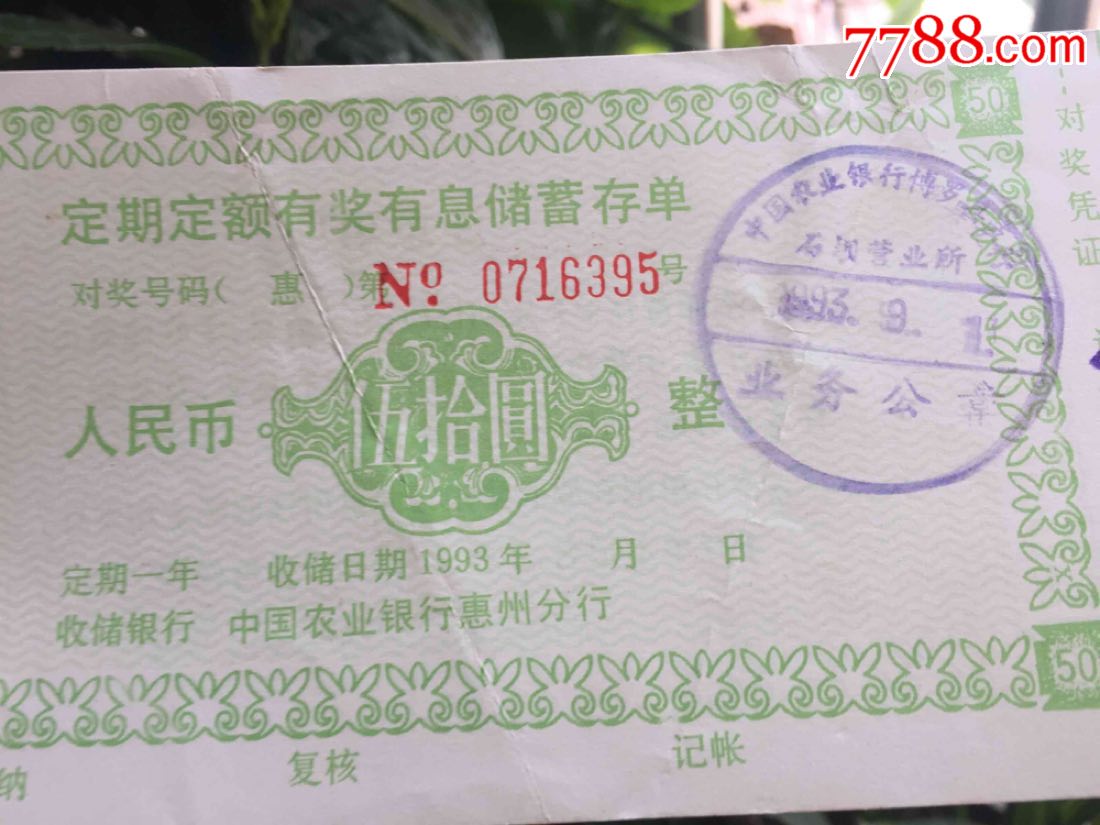 7788.com
50
定期定额有奖有息储蓄存单
对奖号码( 惠 )第 No 0716395 号
人民币 伍拾圆 整
定期一年 收储日期 1993 年 月 日
收储银行 中国农业银行惠州分行
50
纳 复核 记帐
对奖凭证
中国农业银行博罗
营业所
1993. 9. 1
业务公章